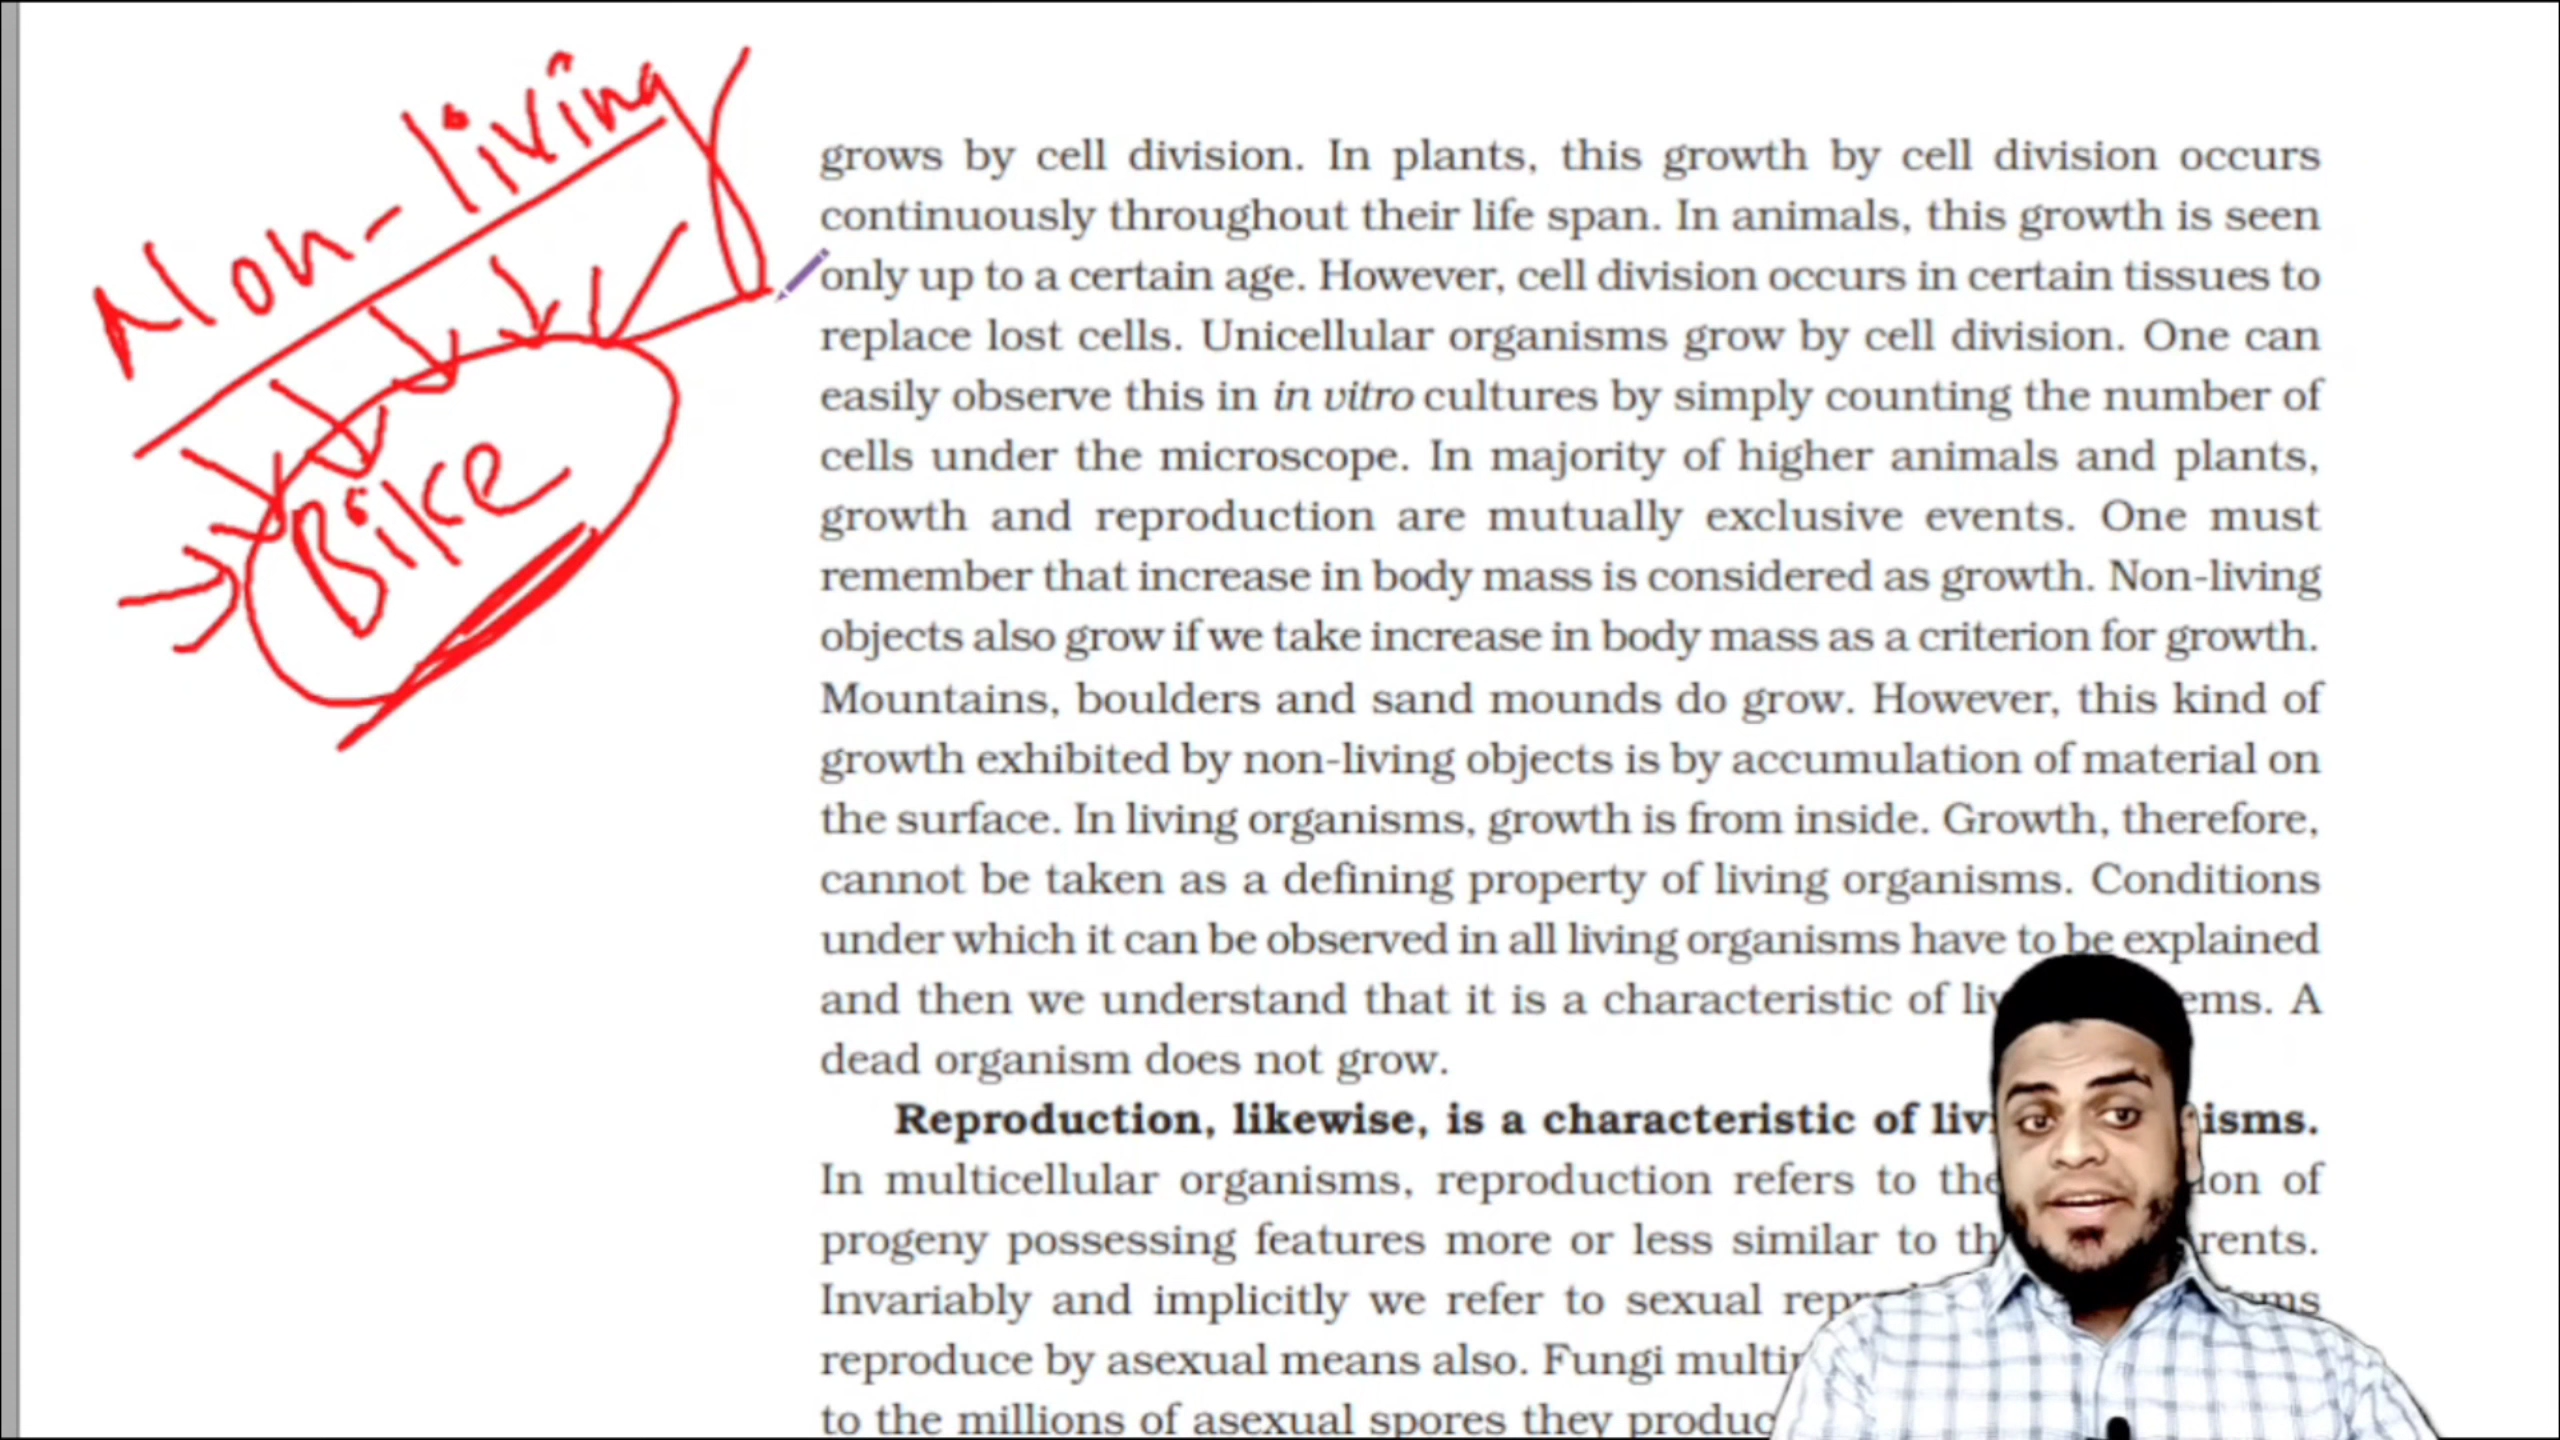 Non-living
Bike
grows by cell division. In plants, this growth by cell division occurs
continuously throughout their life span. In animals, this growth is seen
only up to a certain age. However, cell division occurs in certain tissues to
replace lost cells. Unicellular organisms grow by cell division. One can
easily observe this in in vitro cultures by simply counting the number of
cells under the microscope. In majority of higher animals and plants,
growth and reproduction are mutually exclusive events. One must
remember that increase in body mass is considered as growth. Non-living
objects also grow if we take increase in body mass as a criterion for growth.
Mountains, boulders and sand mounds do grow. However, this kind of
growth exhibited by non-living objects is by accumulation of material on
the surface. In living organisms, growth is from inside. Growth, therefore,
cannot be taken as a defining property of living organisms. Conditions
under which it can be observed in all living organisms have to be explained
and then we understand that it is a characteristic of A
dead organism does not grow.
Reproduction, likewise, is a characteristic of
In multicellular organisms, reproduction refers to of
progeny possessing features more or less similar to
Invariably and implicitly we refer to sexual
reproduce by asexual means also. Fungi
to the millions of asexual spores they